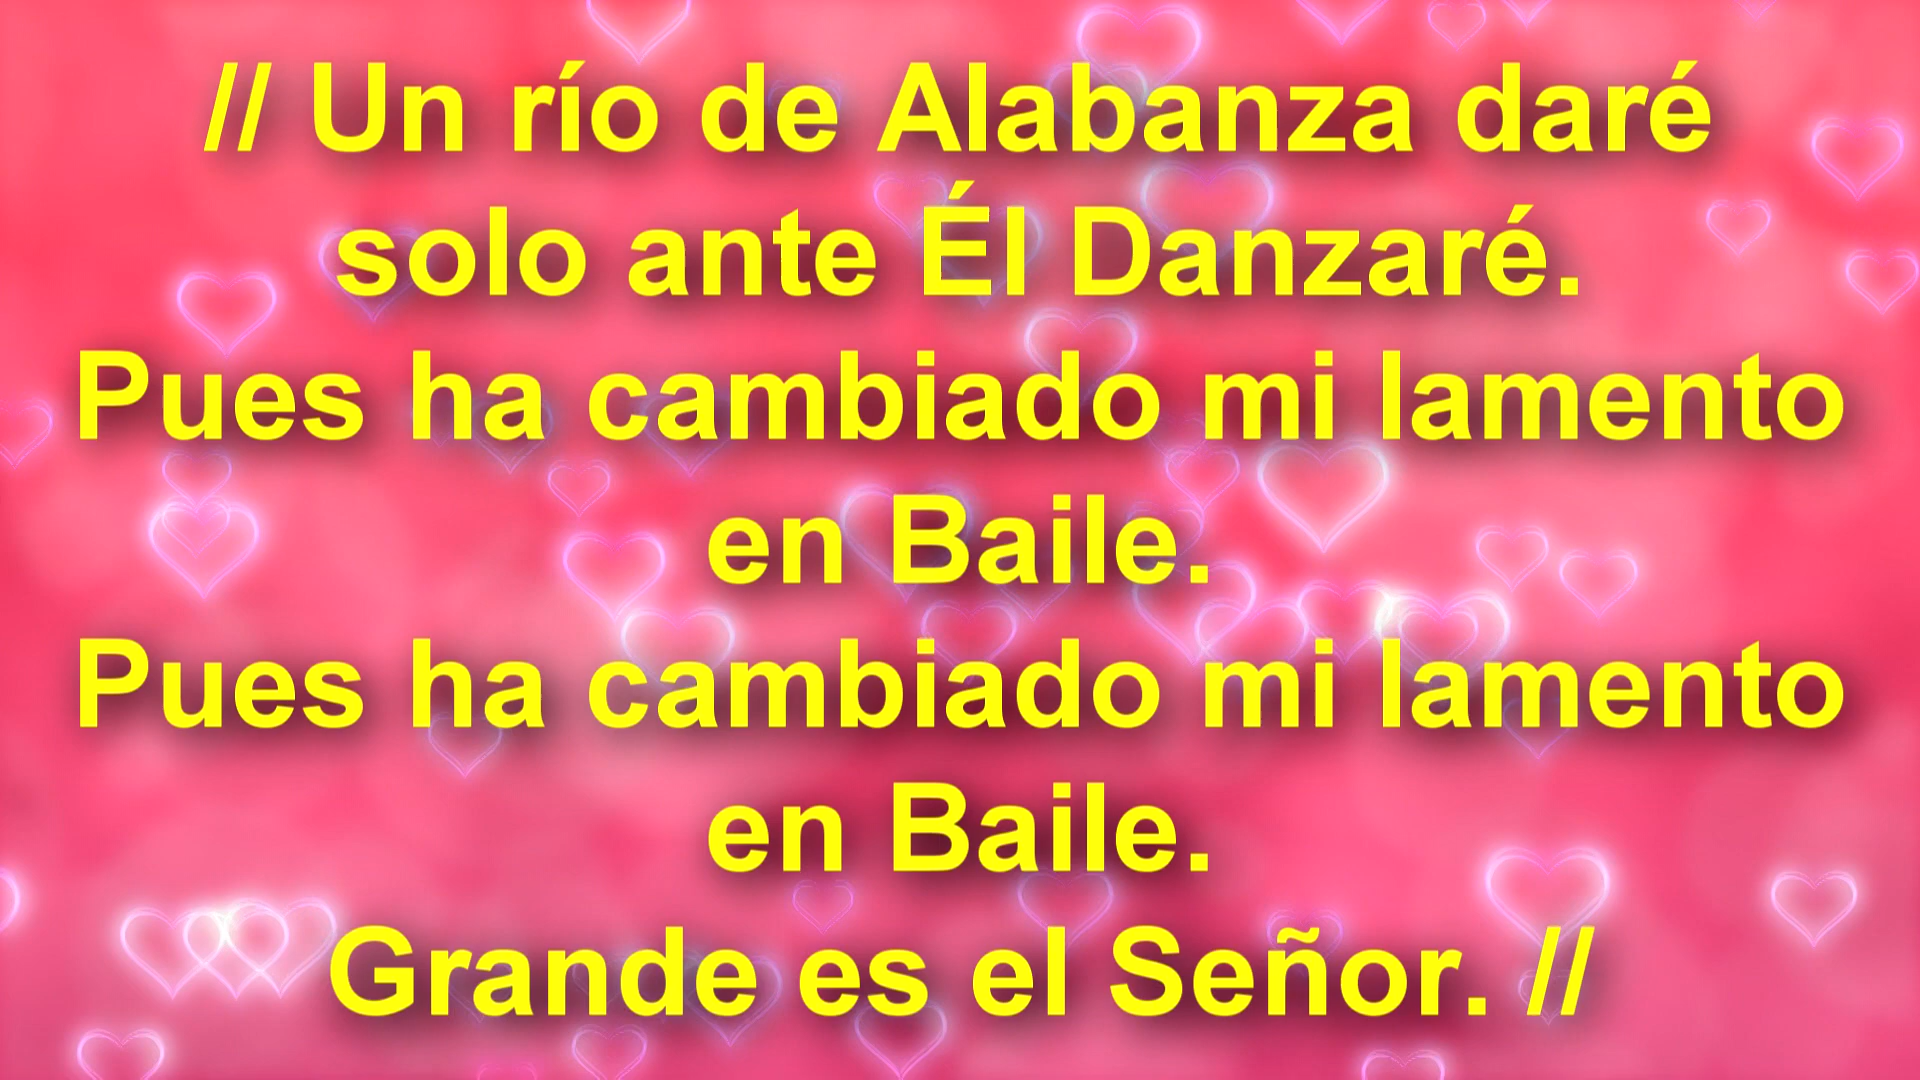 // Un río de Alabanza daré
solo ante Él Danzaré.
Pues ha cambiado mi lamento
en Baile.
Pues ha cambiado mi lamento
en Baile.
Grande es el Señor. //